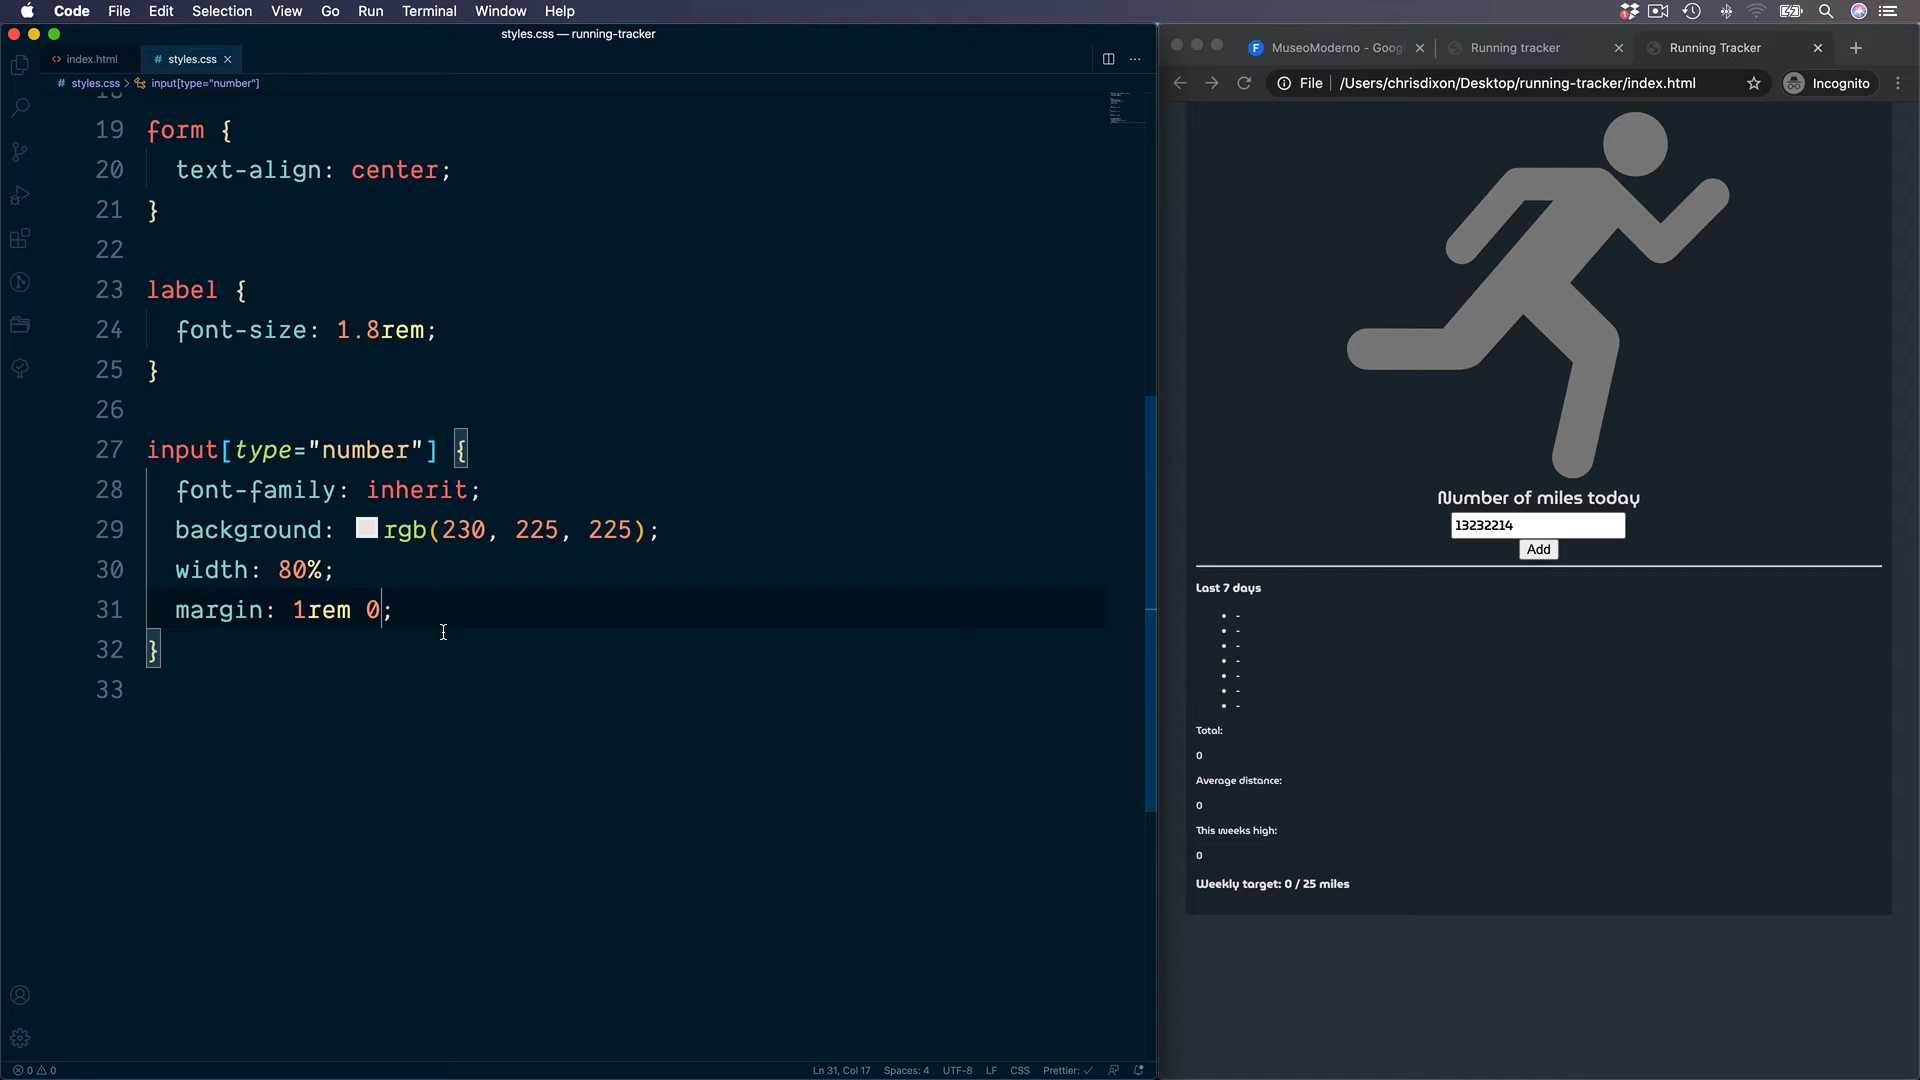 Code File Edit Selection View Go Run Terminal Window Help
styles.css — running-tracker
index.html
# styles.css
# styles.css > input[type="number"]
19 form {
20 text-align: center;
21 }
22
23 label {
24 font-size: 1.8rem;
25 }
26
27 input[type="number"] {
28 font-family: inherit;
29 background: rgb(230, 225, 225);
30 width: 80%;
31 margin: 1rem 0;
32 }
33
0 0
Ln 31, Col 17 Spaces: 4 UTF-8 LF CSS Prettier: ✓
MuseoModerno - Goog
Running tracker
Running Tracker
File /Users/chrisdixon/Desktop/running-tracker/index.html Incognito
Number of miles today
13232214
Add
Last 7 days
• -
• -
• -
• -
• -
• -
• -
Total:
0
Average distance:
0
This weeks high:
0
Weekly target: 0 / 25 miles